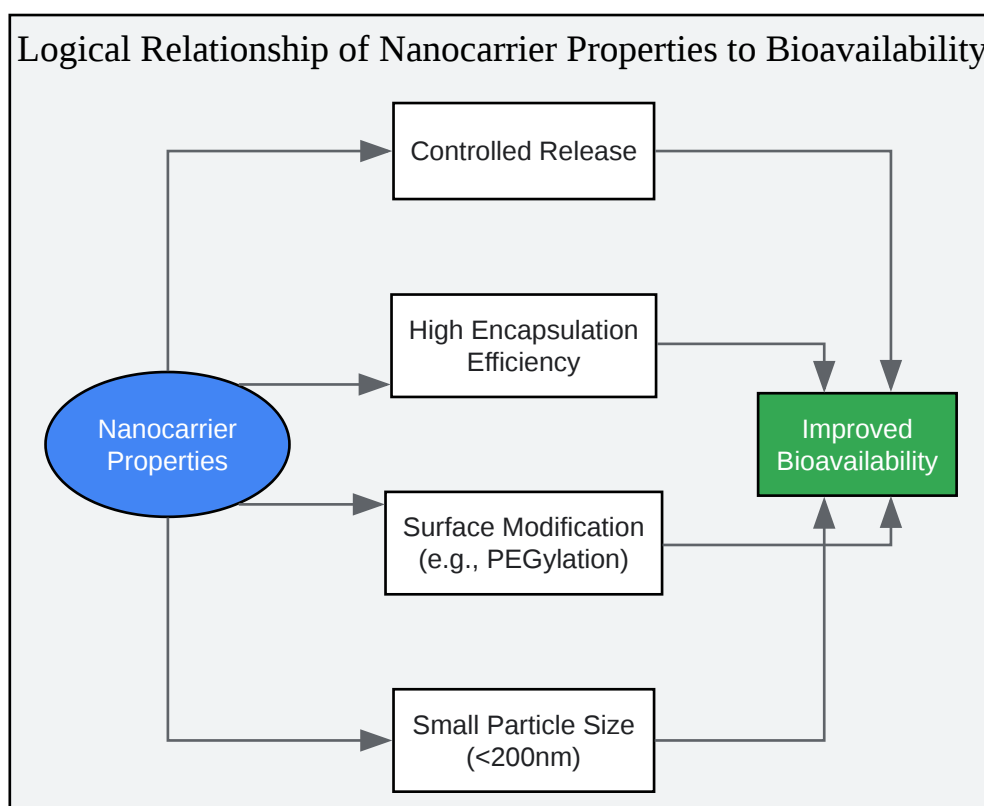 Logical Relationship of Nanocarrier Properties to Bioavailability
Controlled Release
High Encapsulation
Efficiency
Nanocarrier
Properties
Improved
Bioavailability
Surface Modification
(e.g., PEGylation)
Small Particle Size
(<200nm)